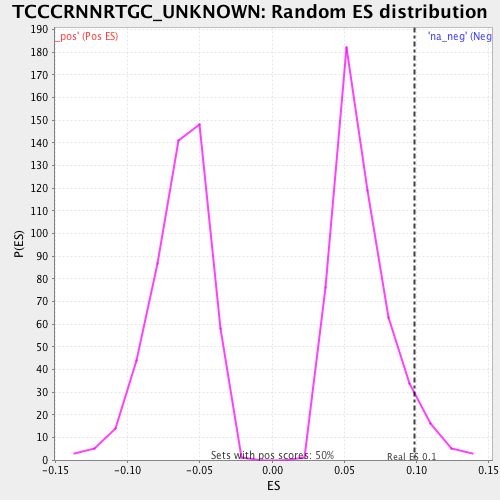 TCCCRNNRTGC_UNKNOWN: Random ES distribution
_pos' (Pos ES)
'na_neg' (Neg
190
180
170
160
150
140
130
120
110
100
90
80
70
60
50
40
30
20
10
0
P(ES)
Sets with pos scores: 50%
Real ES 0.1
-0.15 -0.10 -0.05 0.00 0.05 0.10 0.15
ES